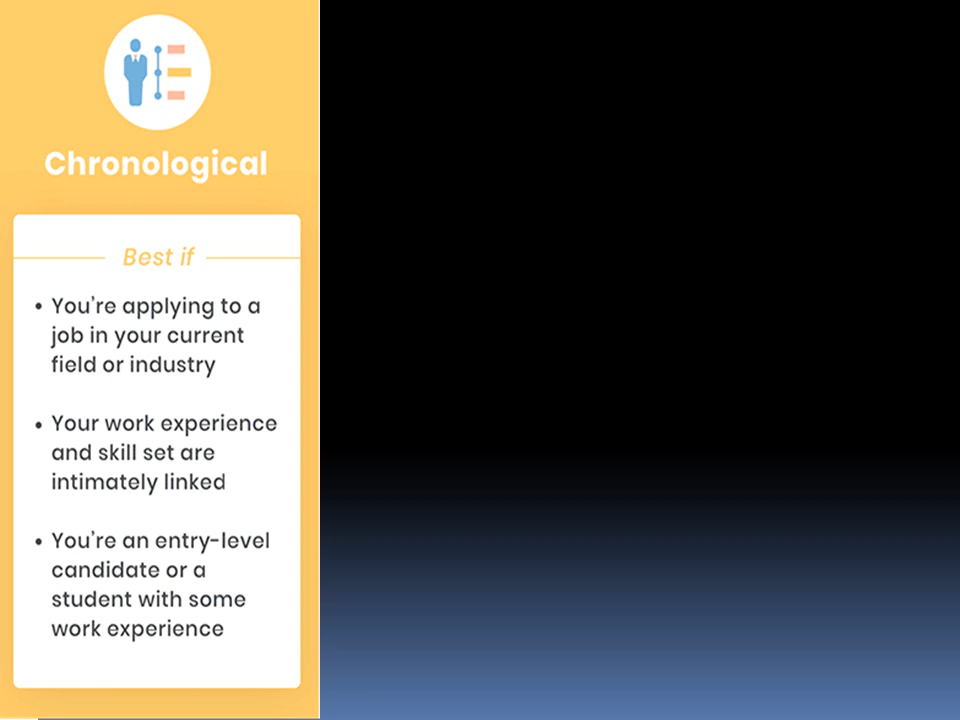 Chronological
Best if
• You're applying to a
job in your current
field or industry
• Your work experience
and skill set are
intimately linked
• You're an entry-level
candidate or a
student with some
work experience